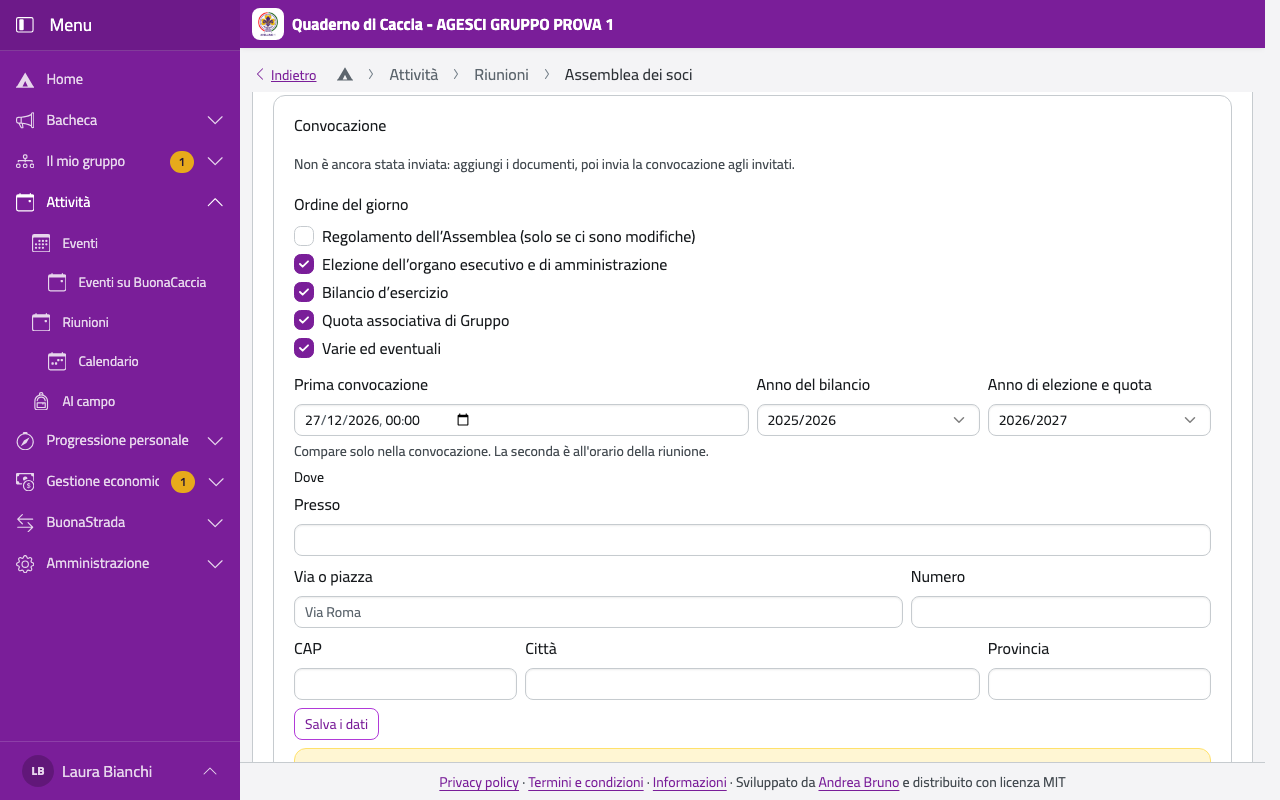 Menu
Quaderno di Caccia - AGESCI GRUPPO PROVA 1
Indietro
Attività
Riunioni
Assemblea dei soci
Home
Bacheca
Il mio gruppo
1
Attività
Eventi
Eventi su BuonaCaccia
Riunioni
Calendario
Al campo
Progressione personale
Gestione economic
1
BuonaStrada
Amministrazione
LB
Laura Bianchi
Convocazione
Non è ancora stata inviata: aggiungi i documenti, poi invia la convocazione agli invitati.
Ordine del giorno
Regolamento dell’Assemblea (solo se ci sono modifiche)
Elezione dell’organo esecutivo e di amministrazione
Bilancio d’esercizio
Quota associativa di Gruppo
Varie ed eventuali
Prima convocazione
Anno del bilancio
Anno di elezione e quota
27/12/2026, 00:00
2025/2026
2026/2027
Compare solo nella convocazione. La seconda è all'orario della riunione.
Dove
Presso
Via o piazza
Numero
Via Roma
CAP
Città
Provincia
Salva i dati
Privacy policy · Termini e condizioni · Informazioni · Sviluppato da Andrea Bruno e distribuito con licenza MIT